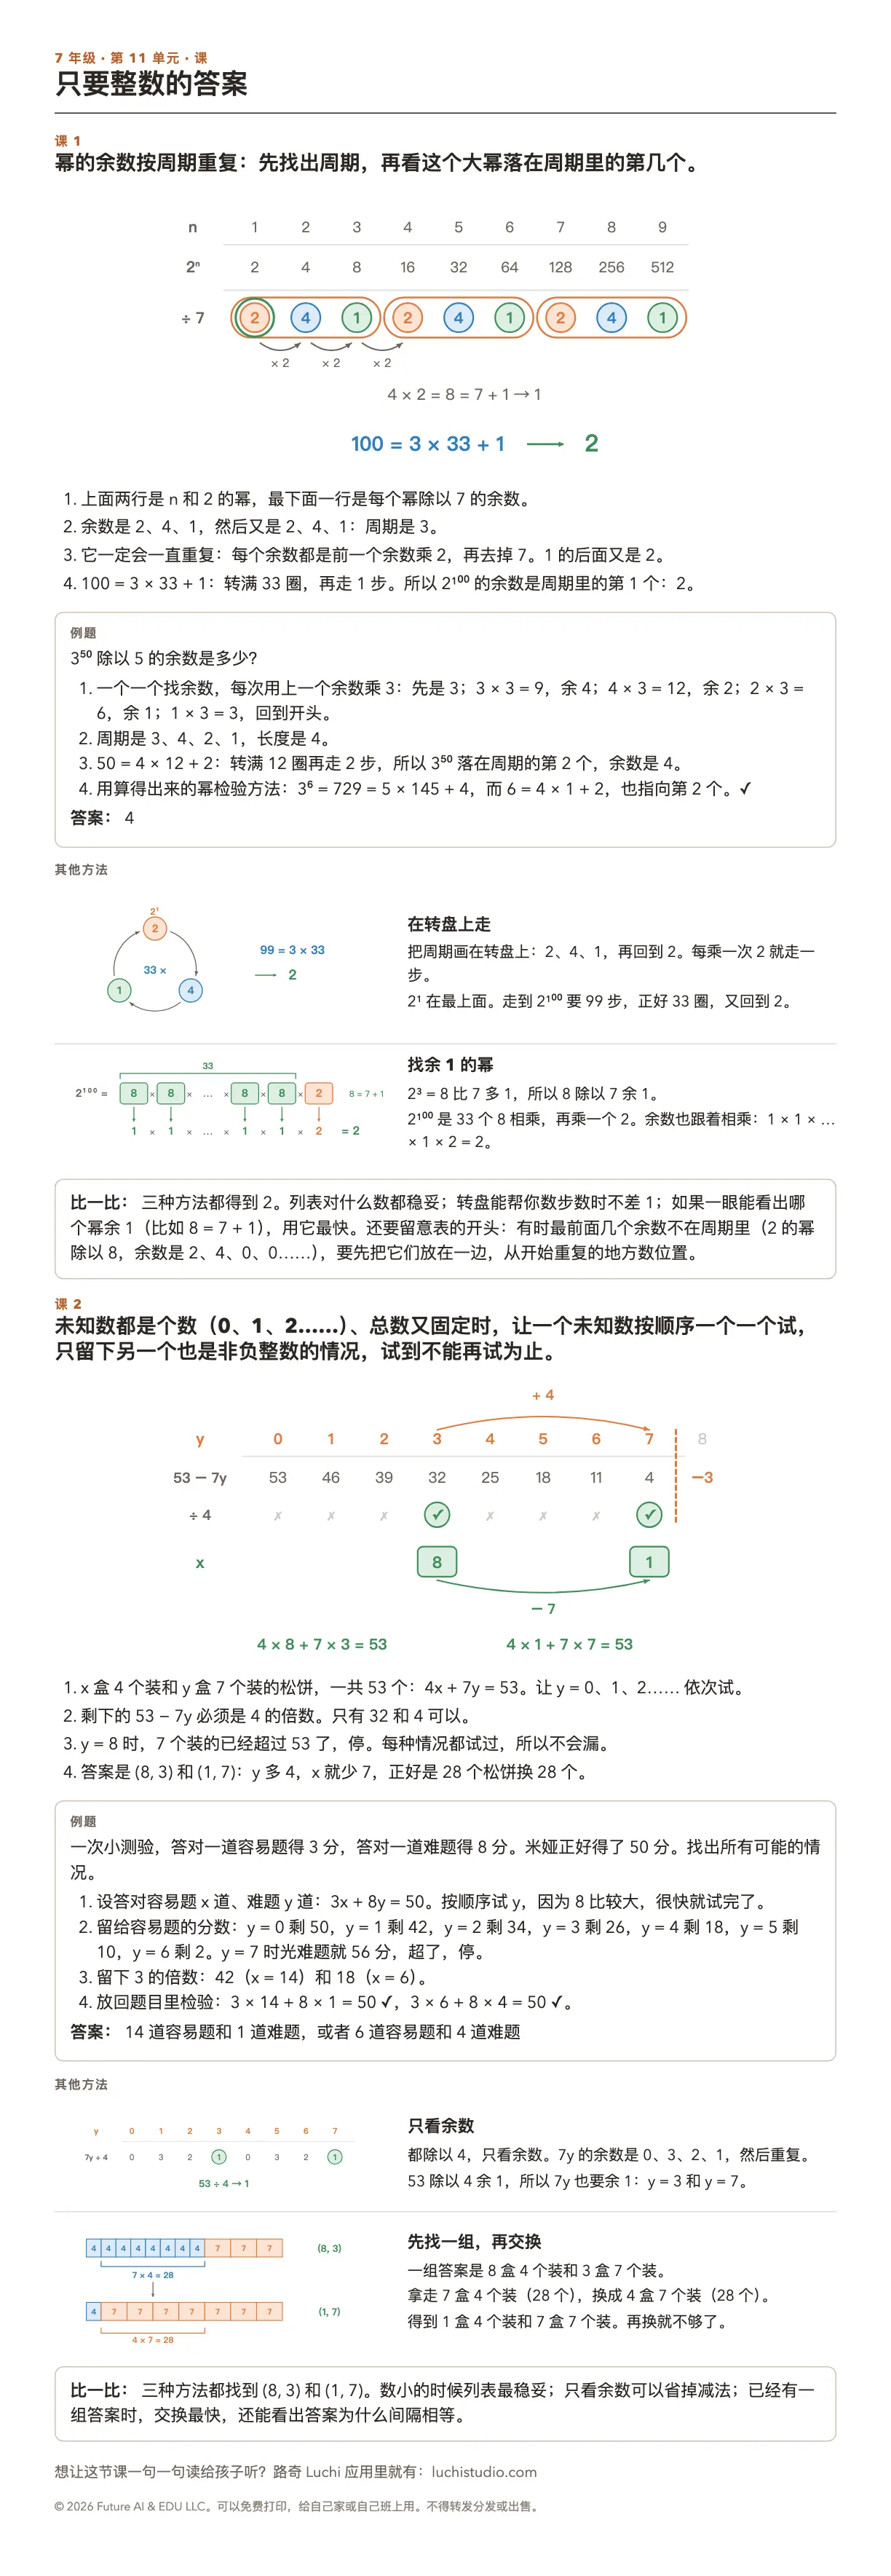 7 年级 · 第 11 单元 · 课
只要整数的答案
课 1
幂的余数按周期重复：先找出周期，再看这个大幂落在周期里的第几个。
n 1 2 3 4 5 6 7 8 9
2ⁿ 2 4 8 16 32 64 128 256 512
÷ 7 2 4 1 2 4 1 2 4 1
× 2 × 2 × 2
4 × 2 = 8 = 7 + 1 → 1
100 = 3 × 33 + 1 → 2
1. 上面两行是 n 和 2 的幂，最下面一行是每个幂除以 7 的余数。
2. 余数是 2、4、1，然后又是 2、4、1：周期是 3。
3. 它一定会一直重复：每个余数都是前一个余数乘 2，再去掉 7。1 的后面又是 2。
4. 100 = 3 × 33 + 1：转满 33 圈，再走 1 步。所以 2¹⁰⁰ 的余数是周期里的第 1 个：2。
例题
3⁵⁰ 除以 5 的余数是多少？
1. 一个一个找余数，每次用上一个余数乘 3：先是 3；3 × 3 = 9，余 4；4 × 3 = 12，余 2；2 × 3 =
6，余 1；1 × 3 = 3，回到开头。
2. 周期是 3、4、2、1，长度是 4。
3. 50 = 4 × 12 + 2：转满 12 圈再走 2 步，所以 3⁵⁰ 落在周期的第 2 个，余数是 4。
4. 用算得出来的幂检验方法：3⁶ = 729 = 5 × 145 + 4，而 6 = 4 × 1 + 2，也指向第 2 个。✓
答案： 4
其他方法
2¹
2
33 ×
1 4
99 = 3 × 33
→ 2
在转盘上走
把周期画在转盘上：2、4、1，再回到 2。每乘一次 2 就走一
步。
2¹ 在最上面。走到 2¹⁰⁰ 要 99 步，正好 33 圈，又回到 2。
33
2¹⁰⁰ = 8 × 8 × … × 8 × 8 × 2 8 = 7 + 1
1 × 1 × … × 1 × 1 × 2 = 2
找余 1 的幂
2³ = 8 比 7 多 1，所以 8 除以 7 余 1。
2¹⁰⁰ 是 33 个 8 相乘，再乘一个 2。余数也跟着相乘：1 × 1 × …
× 1 × 2 = 2。
比一比： 三种方法都得到 2。列表对什么数都稳妥；转盘能帮你数步数时不差 1；如果一眼能看出哪
个幂余 1（比如 8 = 7 + 1），用它最快。还要留意表的开头：有时最前面几个余数不在周期里（2 的幂
除以 8，余数是 2、4、0、0……），要先把它们放在一边，从开始重复的地方数位置。
课 2
未知数都是个数（0、1、2……）、总数又固定时，让一个未知数按顺序一个一个试，
只留下另一个也是非负整数的情况，试到不能再试为止。
+ 4
y 0 1 2 3 4 5 6 7 8
53 − 7y 53 46 39 32 25 18 11 4 −3
÷ 4 ✗ ✗ ✗ ✓ ✗ ✗ ✗ ✓
x 8 1
− 7
4 × 8 + 7 × 3 = 53 4 × 1 + 7 × 7 = 53
1. x 盒 4 个装和 y 盒 7 个装的松饼，一共 53 个：4x + 7y = 53。让 y = 0、1、2…… 依次试。
2. 剩下的 53 − 7y 必须是 4 的倍数。只有 32 和 4 可以。
3. y = 8 时，7 个装的已经超过 53 了，停。每种情况都试过，所以不会漏。
4. 答案是 (8, 3) 和 (1, 7)：y 多 4，x 就少 7，正好是 28 个松饼换 28 个。
例题
一次小测验，答对一道容易题得 3 分，答对一道难题得 8 分。米娅正好得了 50 分。找出所有可能的情
况。
1. 设答对容易题 x 道、难题 y 道：3x + 8y = 50。按顺序试 y，因为 8 比较大，很快就试完了。
2. 留给容易题的分数：y = 0 剩 50，y = 1 剩 42，y = 2 剩 34，y = 3 剩 26，y = 4 剩 18，y = 5 剩
10，y = 6 剩 2。y = 7 时光难题就 56 分，超了，停。
3. 留下 3 的倍数：42（x = 14）和 18（x = 6）。
4. 放回题目里检验：3 × 14 + 8 × 1 = 50 ✓，3 × 6 + 8 × 4 = 50 ✓。
答案： 14 道容易题和 1 道难题，或者 6 道容易题和 4 道难题
其他方法
y 0 1 2 3 4 5 6 7
7y ÷ 4 0 3 2 1 0 3 2 1
53 ÷ 4 → 1
只看余数
都除以 4，只看余数。7y 的余数是 0、3、2、1，然后重复。
53 除以 4 余 1，所以 7y 也要余 1：y = 3 和 y = 7。
4 4 4 4 4 4 4 4 7 7 7 (8, 3)
7 × 4 = 28
4 7 7 7 7 7 7 7 (1, 7)
4 × 7 = 28
先找一组，再交换
一组答案是 8 盒 4 个装和 3 盒 7 个装。
拿走 7 盒 4 个装（28 个），换成 4 盒 7 个装（28 个）。
得到 1 盒 4 个装和 7 盒 7 个装。再换就不够了。
比一比： 三种方法都找到 (8, 3) 和 (1, 7)。数小的时候列表最稳妥；只看余数可以省掉减法；已经有一
组答案时，交换最快，还能看出答案为什么间隔相等。
想让这节课一句一句读给孩子听？路奇 Luchi 应用里就有：luchistudio.com
© 2026 Future AI & EDU LLC。可以免费打印，给自己家或自己班上用。不得转发分发或出售。